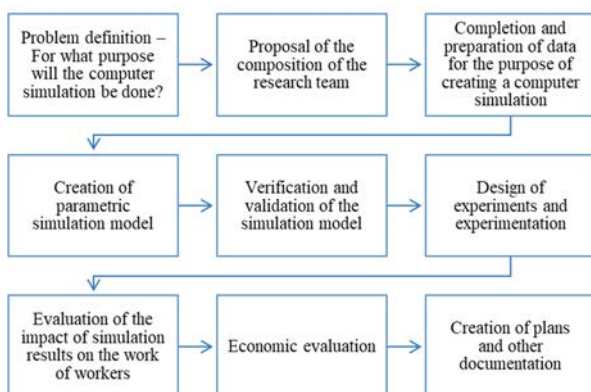 Problem definition –
For what purpose
will the computer
simulation be done?
Proposal of the
composition of the
research team
Completion and
preparation of data
for the purpose of
creating a computer
simulation
Creation of
parametric
simulation model
Verification and
validation of the
simulation model
Design of
experiments and
experimentation
Evaluation of the
impact of simulation
results on the work
of workers
Economic evaluation
Creation of plans
and other
documentation